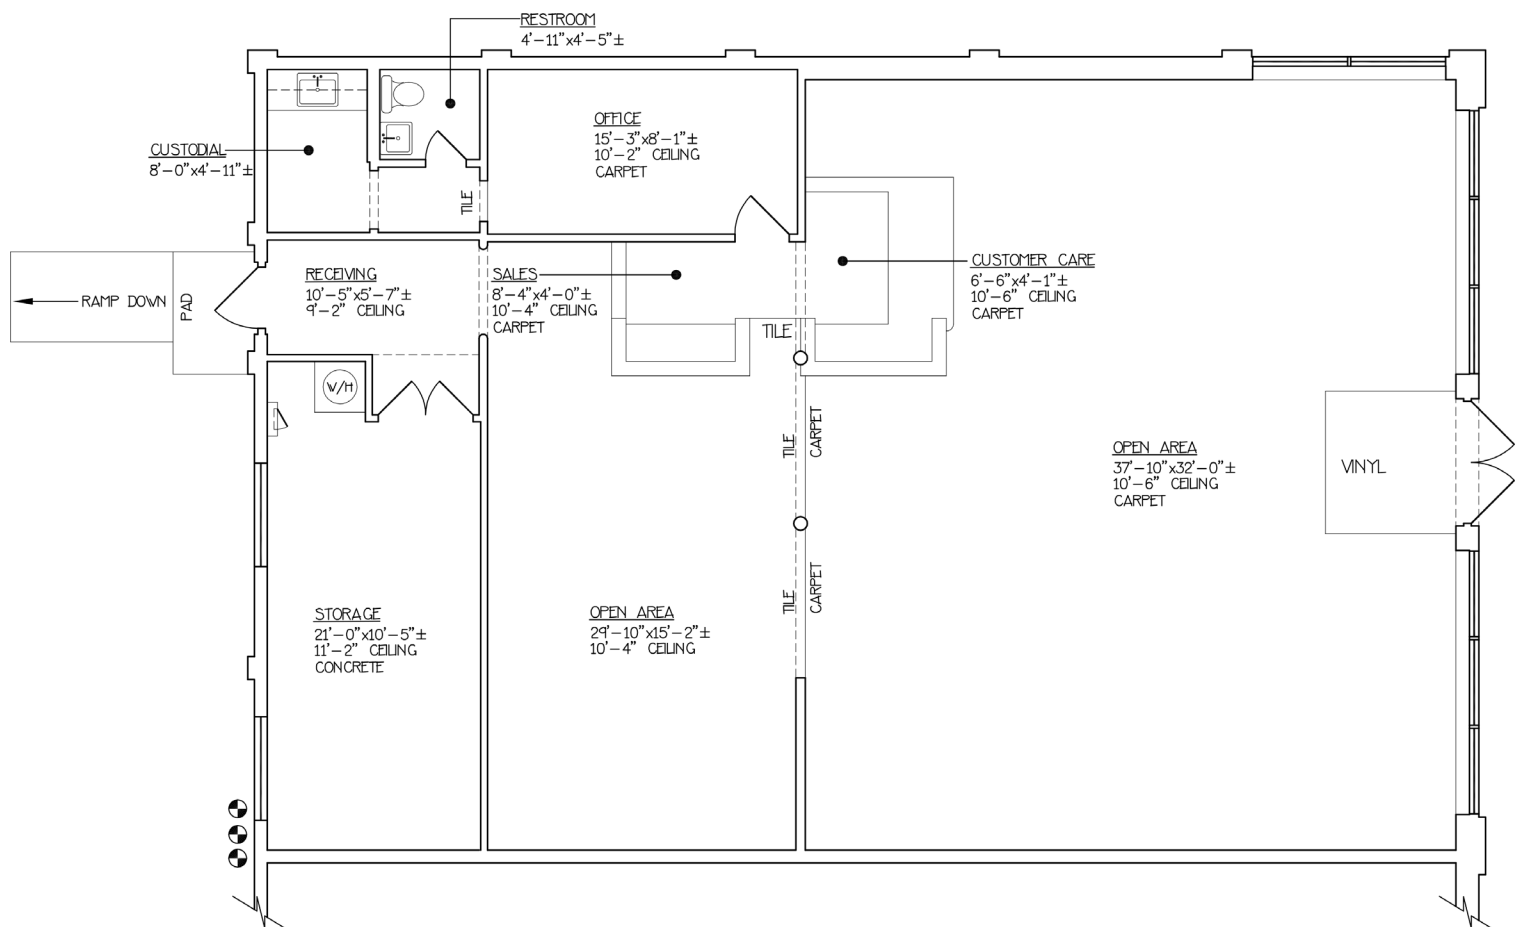 RESTROOM
4'-11"x4'-5"±
OFFICE
15'-3"x8'-1"±
10'-2" CEILING
CARPET
CUSTODIAL
8'-0"x4'-11"±
TILE
RECEIVING
10'-5"x5'-7"±
9'-2" CEILING
SALES
8'-4"x4'-0"±
10'-4" CEILING
CARPET
CUSTOMER CARE
6'-6"x4'-1"±
10'-6" CEILING
CARPET
RAMP DOWN
PAD
TILE
W/H
TILE
CARPET
OPEN AREA
37'-10"x32'-0"±
10'-6" CEILING
CARPET
VINYL
TILE
CARPET
STORAGE
21'-0"x10'-5"±
11'-2" CEILING
CONCRETE
OPEN AREA
29'-10"x15'-2"±
10'-4" CEILING